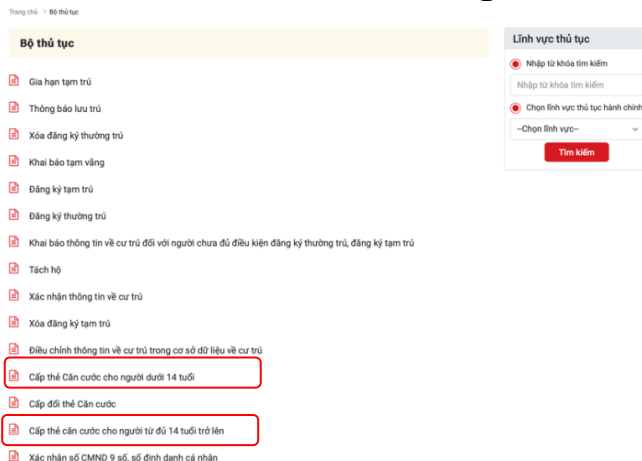 Trang chủ > Bộ thủ tục
Bộ thủ tục
Gia hạn tạm trú
Thông báo lưu trú
Xóa đăng ký thường trú
Khai báo tạm vắng
Đăng ký tạm trú
Đăng ký thường trú
Khai báo thông tin về cư trú đối với người chưa đủ điều kiện đăng ký thường trú, đăng ký tạm trú
Tách hộ
Xác nhận thông tin về cư trú
Xóa đăng ký tạm trú
Điều chỉnh thông tin về cư trú trong cơ sở dữ liệu về cư trú
Cấp thẻ Căn cước cho người dưới 14 tuổi
Cấp đổi thẻ Căn cước
Cấp thẻ căn cước cho người từ đủ 14 tuổi trở lên
Xác nhận số CMND 9 số, số định danh cá nhân
Lĩnh vực thủ tục
Nhập từ khóa tìm kiếm
Nhập từ khóa tìm kiếm
Chọn lĩnh vực thủ tục hành chính
--Chọn lĩnh vực--
Tìm kiếm